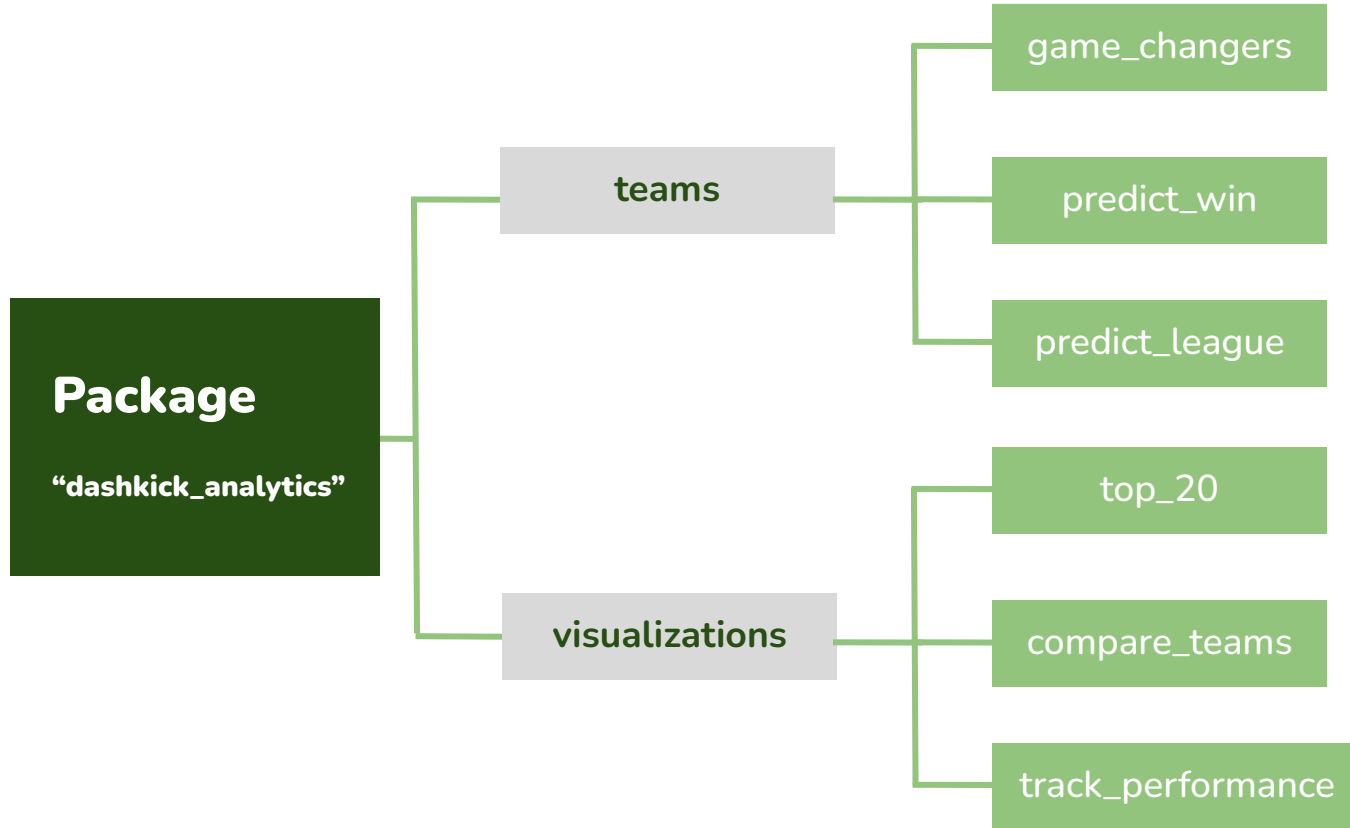 Package
“dashkick_analytics”
teams
game_changers
predict_win
predict_league
visualizations
top_20
compare_teams
track_performance